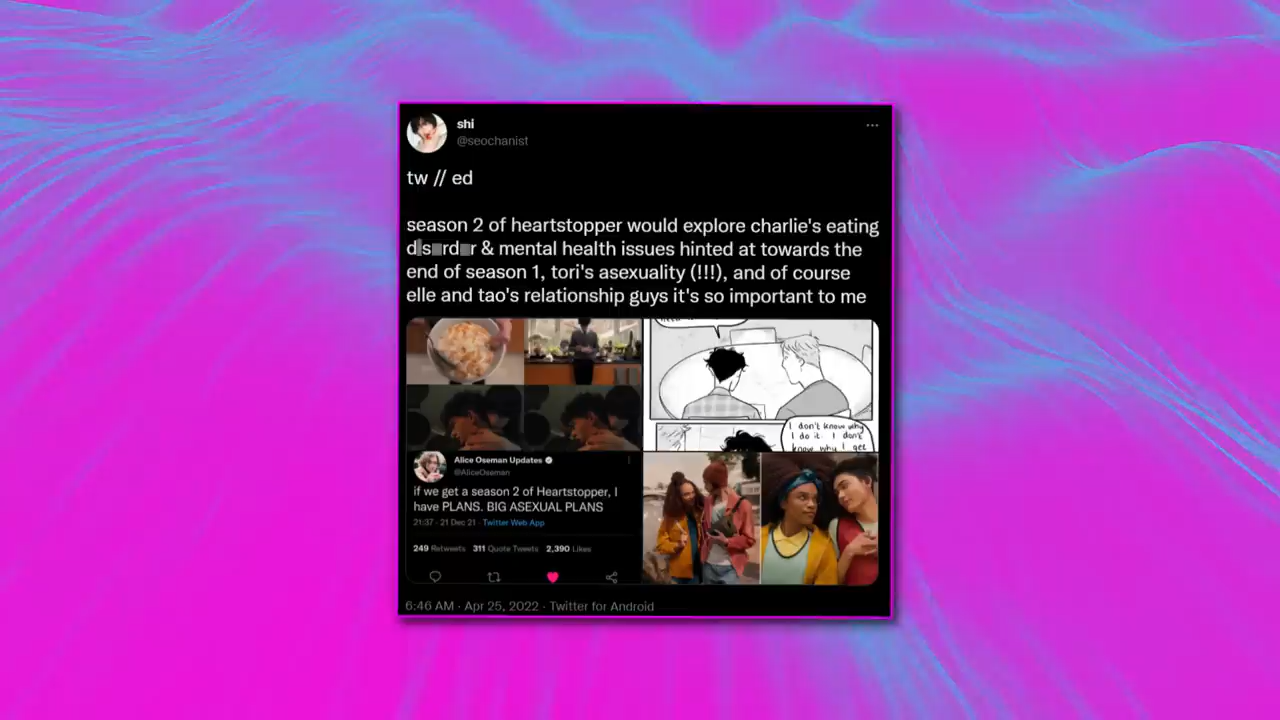 shi
@seochanist
tw // ed
season 2 of heartstopper would explore charlie's eating
d s rd r & mental health issues hinted at towards the
end of season 1, tori's asexuality (!!!), and of course
elle and tao's relationship guys it's so important to me
I don't know why
I do it. I don't
know why I get
Alice Oseman Updates
@AliceOseman
if we get a season 2 of Heartstopper, I
have PLANS. BIG ASEXUAL PLANS
21:37 · 21 Dec 21 · Twitter Web App
249 Retweets 311 Quote Tweets 2,390 Likes
6:46 AM · Apr 25, 2022 · Twitter for Android